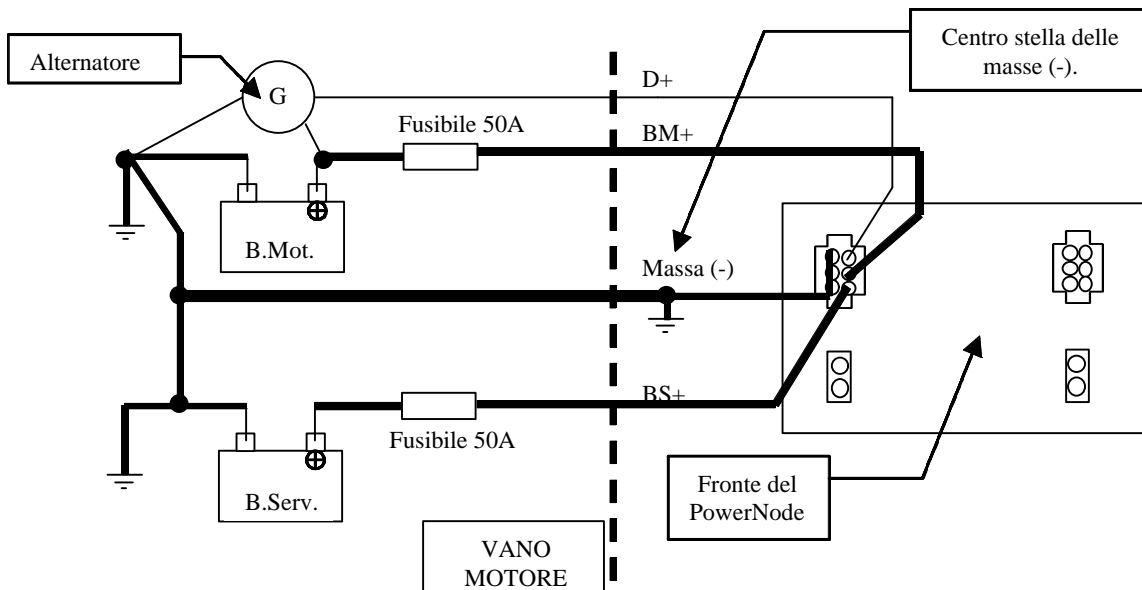 Alternatore
G
Fusibile 50A
D+
BM+
Centro stella delle
masse (-).
B.Mot.
Massa (-)
BS+
Fusibile 50A
B.Serv.
Fronte del
PowerNode
VANO
MOTORE